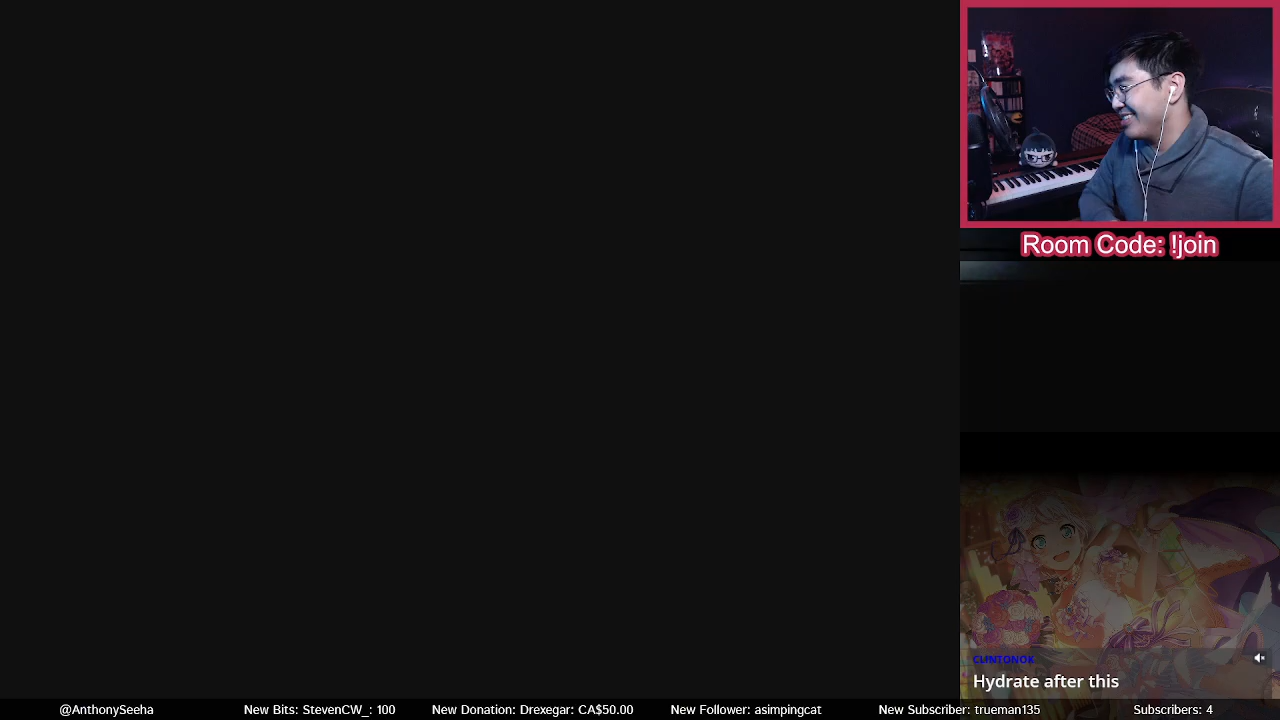 Room Code: !join
CLINTONOK
Hydrate after this
@AnthonySeeha
New Bits: StevenCW_: 100
New Donation: Drexegar: CA$50.00
New Follower: asimpingcat
New Subscriber: trueman135
Subscribers: 4